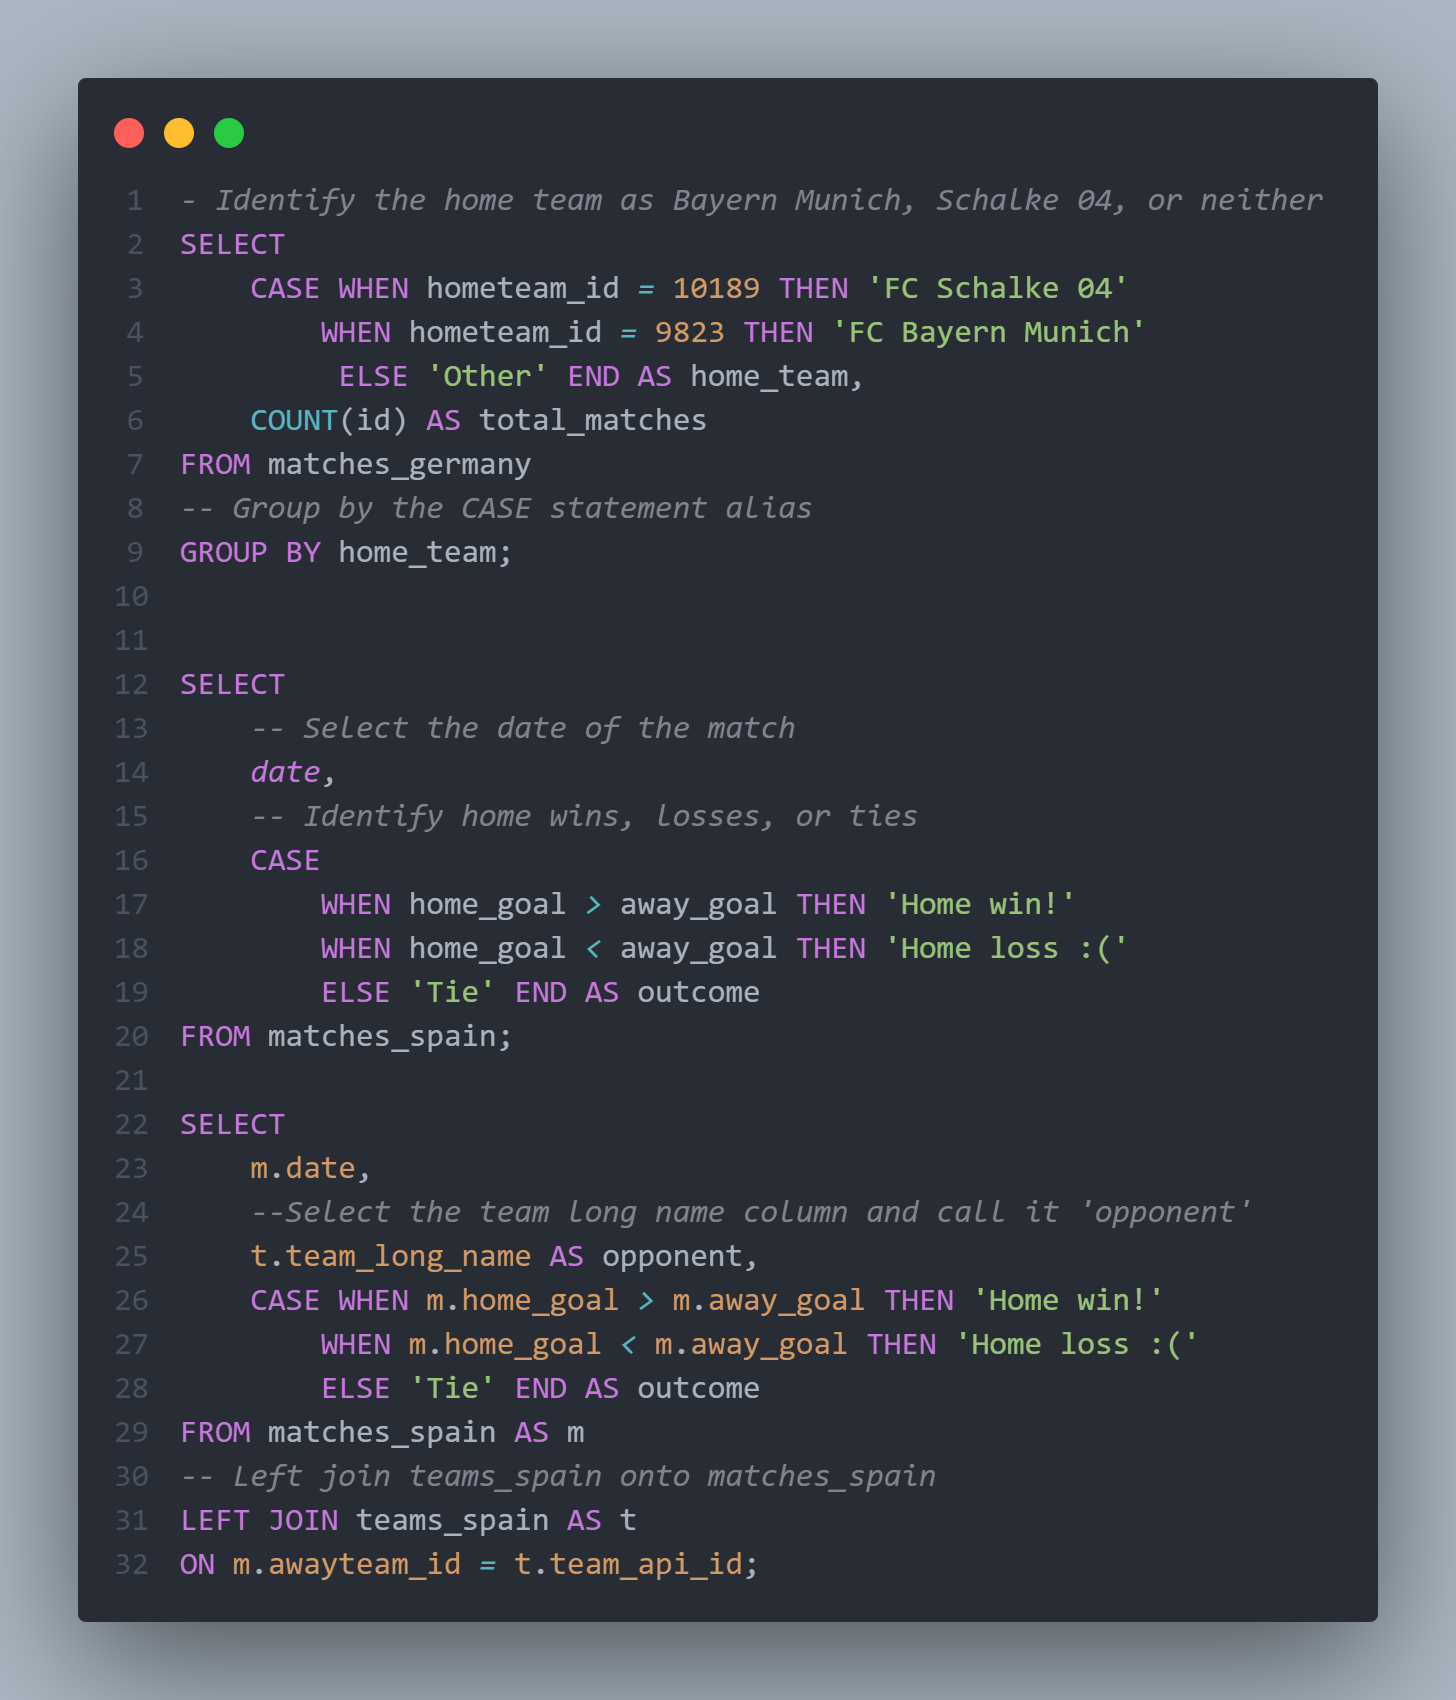 1 - Identify the home team as Bayern Munich, Schalke 04, or neither
2 SELECT
3     CASE WHEN hometeam_id = 10189 THEN 'FC Schalke 04'
4         WHEN hometeam_id = 9823 THEN 'FC Bayern Munich'
5          ELSE 'Other' END AS home_team,
6     COUNT(id) AS total_matches
7 FROM matches_germany
8 -- Group by the CASE statement alias
9 GROUP BY home_team;
10
11
12 SELECT
13     -- Select the date of the match
14     date,
15     -- Identify home wins, losses, or ties
16     CASE
17         WHEN home_goal > away_goal THEN 'Home win!'
18         WHEN home_goal < away_goal THEN 'Home loss :('
19         ELSE 'Tie' END AS outcome
20 FROM matches_spain;
21
22 SELECT
23     m.date,
24     --Select the team long name column and call it 'opponent'
25     t.team_long_name AS opponent,
26     CASE WHEN m.home_goal > m.away_goal THEN 'Home win!'
27         WHEN m.home_goal < m.away_goal THEN 'Home loss :('
28         ELSE 'Tie' END AS outcome
29 FROM matches_spain AS m
30 -- Left join teams_spain onto matches_spain
31 LEFT JOIN teams_spain AS t
32 ON m.awayteam_id = t.team_api_id;